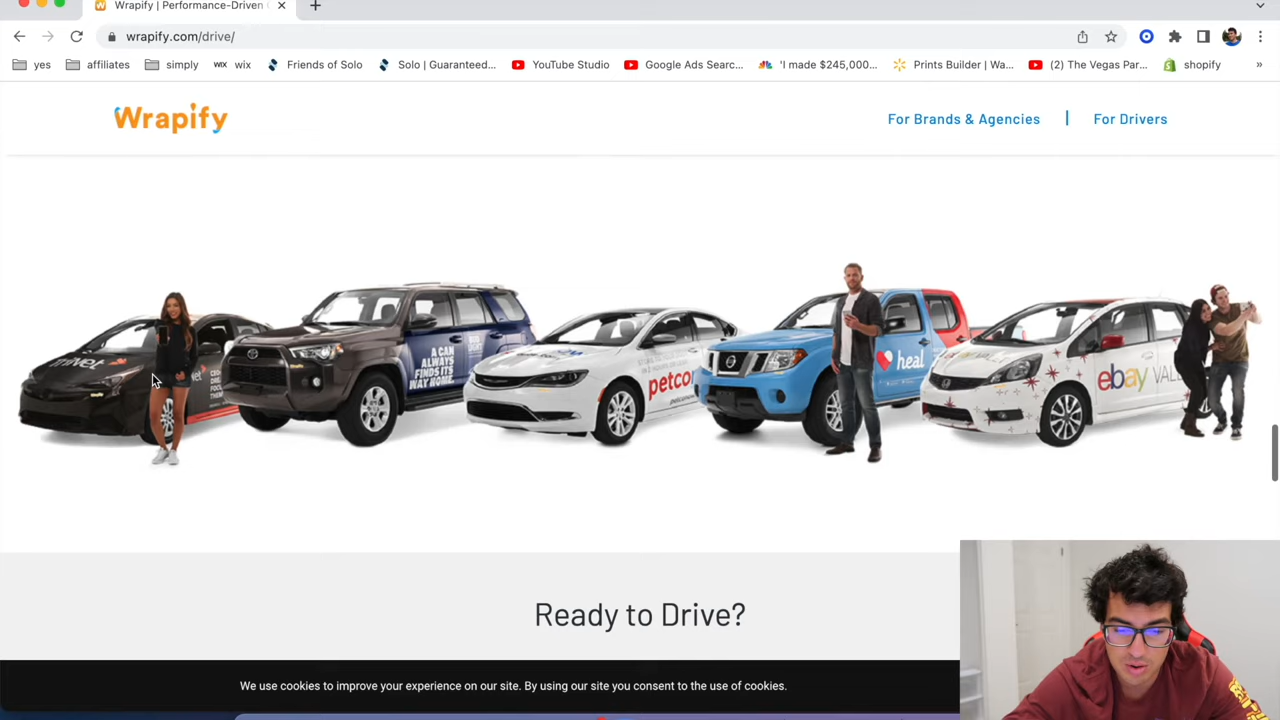 Wrapify | Performance-Driven
wrapify.com/drive/
yes
affiliates
simply
wix
Friends of Solo
Solo | Guaranteed...
YouTube Studio
Google Ads Searc...
'I made $245,000...
Prints Builder | Wa...
(2) The Vegas Par...
shopify
»
Wrapify
For Brands & Agencies
For Drivers
A CAN
ALWAYS
FINDS ITS
WAY HOME.
petco
heal
ebay
Ready to Drive?
We use cookies to improve your experience on our site. By using our site you consent to the use of cookies.